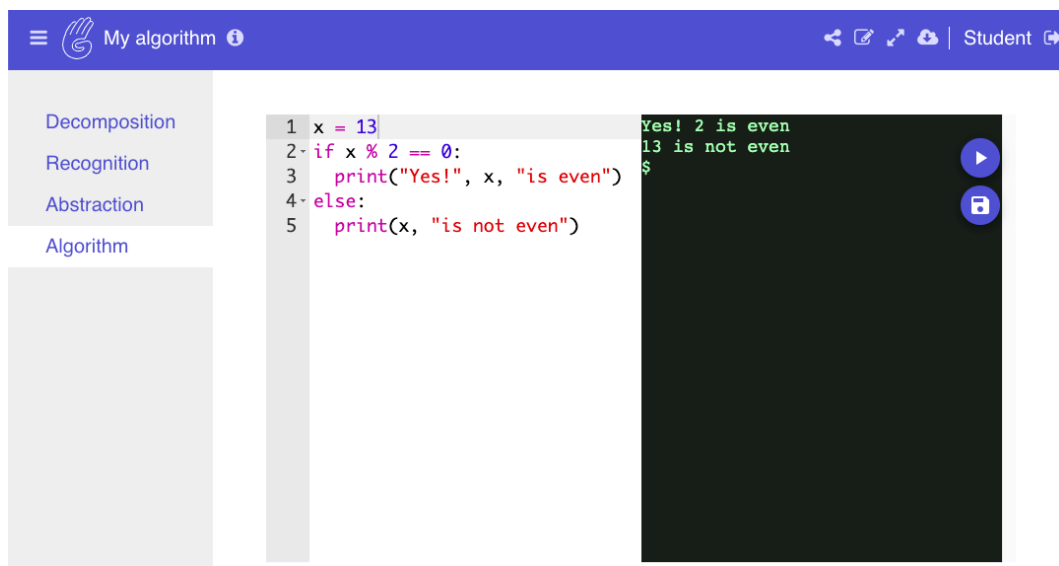 My algorithm
Student
Decomposition
Recognition
Abstraction
Algorithm
1 x = 13
2 if x % 2 == 0:
3   print("Yes!", x, "is even")
4 else:
5   print(x, "is not even")
Yes! 2 is even
13 is not even
$